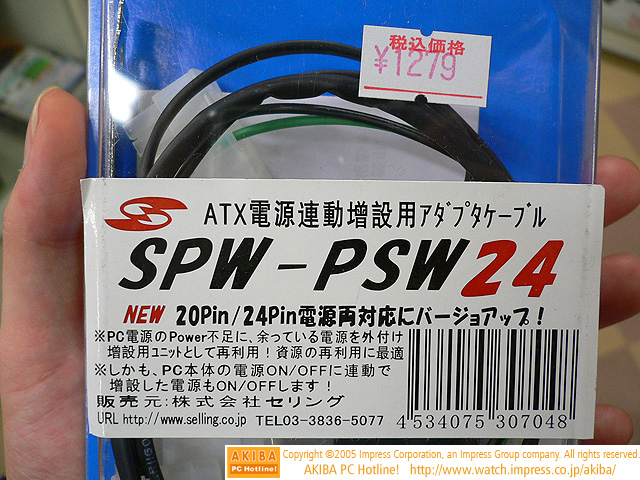 税込価格
¥1279
ATX電源連動増設用アダプタケーブル
SPW-PSW24
NEW 20Pin/24Pin電源両対応にバージョアップ!
※PC電源のPower不足に、余っている電源を外付け
増設用ユニットとして再利用!資源の再利用に最適
※しかも、PC本体の電源ON/OFFに連動で
増設した電源もON/OFFします!
販売元:株式会社セリング
URL http://www.selling.co.jp TEL03-3836-5077
4534075307048
AKIBA
PC Hotline!
Copyright ©2005 Impress Corporation, an Impress Group company. All rights reserved.
AKIBA PC Hotline! http://www.watch.impress.co.jp/akiba/